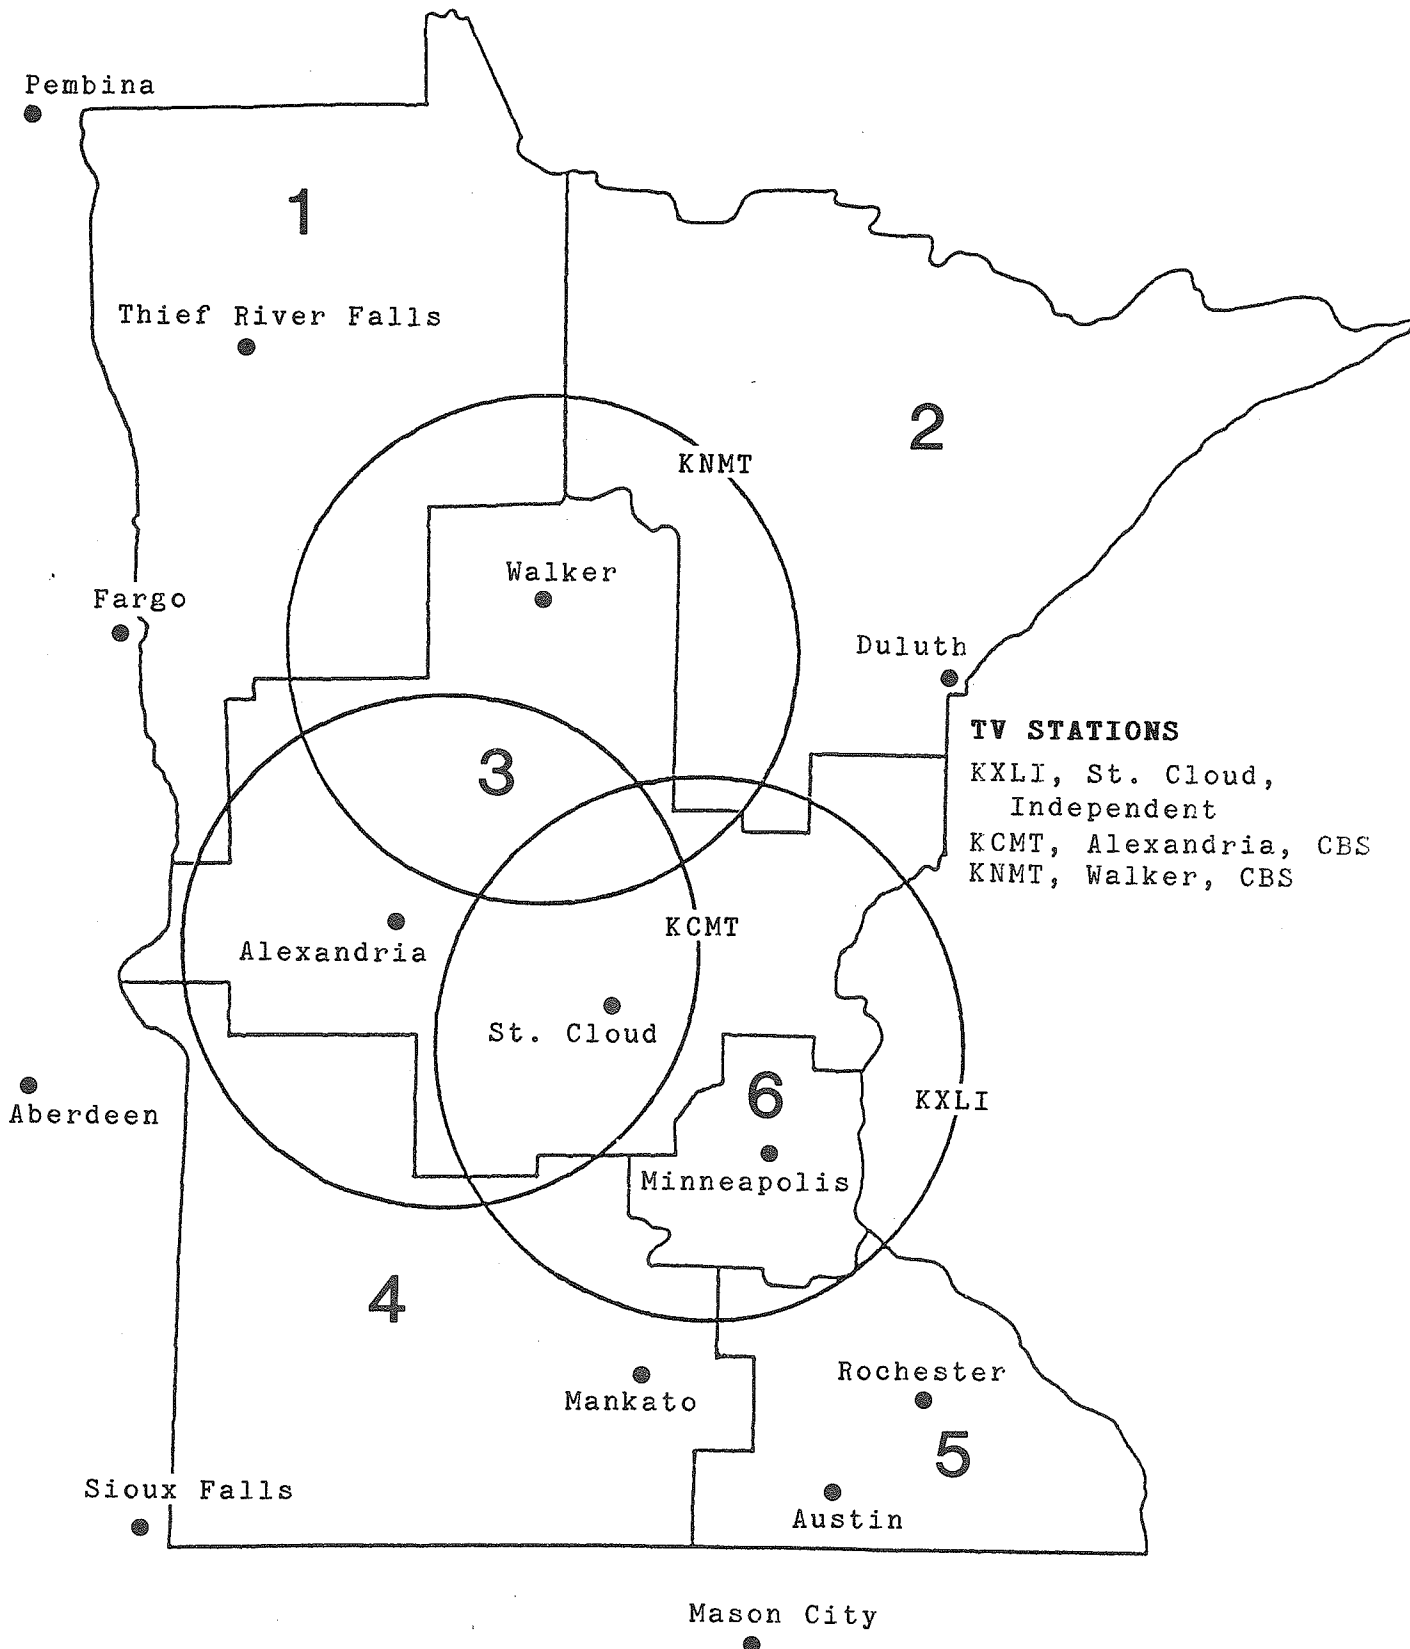 Pembina
1
Thief River Falls
2
KNMT
Walker
Fargo
Duluth
TV STATIONS
KXLI, St. Cloud,
Independent
KCMT, Alexandria, CBS
KNMT, Walker, CBS
3
KCMT
Alexandria
St. Cloud
6
KXLI
Aberdeen
Minneapolis
4
Rochester
Mankato
5
Sioux Falls
Austin
Mason City